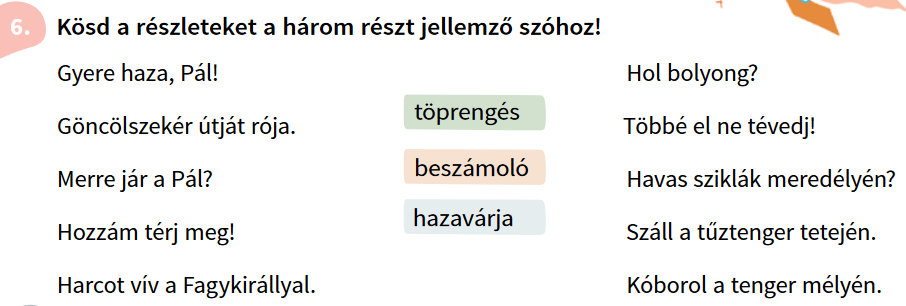 6. Kösd a részleteket a három részt jellemző szóhoz!
Gyere haza, Pál!
Göncölszekér útját rója.
Merre jár a Pál?
Hozzám térj meg!
Harcot vív a Fagykirállyal.
töprengés
beszámoló
hazavárja
Hol bolyong?
Többé el ne tévedj!
Havas sziklák meredélyén?
Száll a tűztenger tetején.
Kóborol a tenger mélyén.